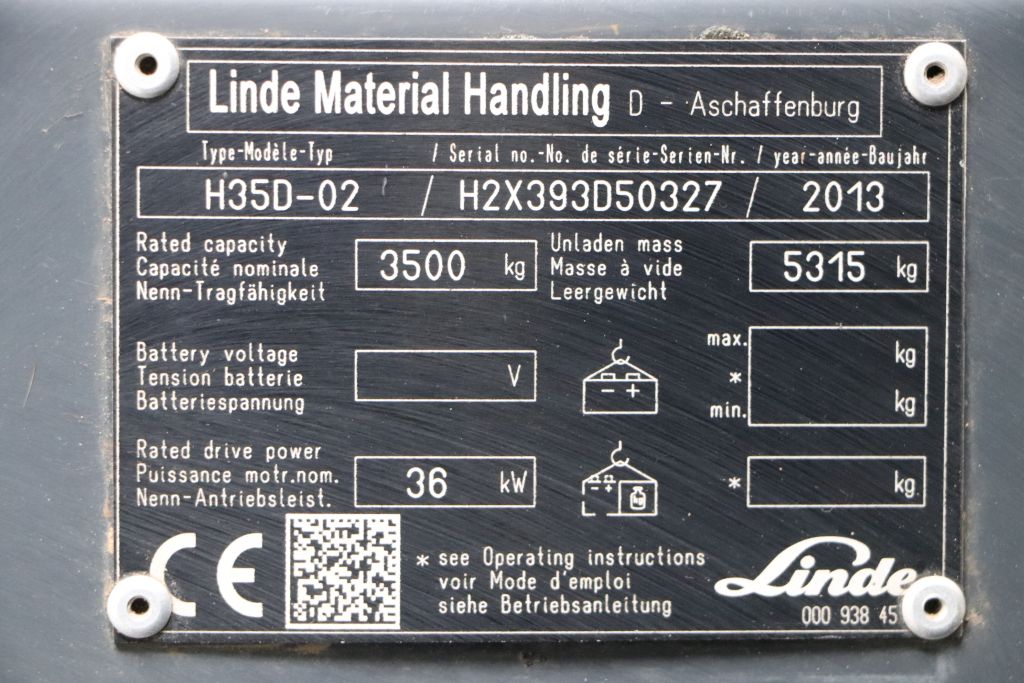 Linde Material Handling D - Aschaffenburg
Type-Modèle-Typ / Serial no.-No. de série-Serien-Nr. / year-année-Baujahr
H35D-02 / H2X393D50327 / 2013
Rated capacity
Capacité nominale
Nenn-Tragfähigkeit
3500 kg
Unladen mass
Masse à vide
Leergewicht
5315 kg
Battery voltage
Tension batterie
Batteriespannung
V
- +
max. kg
*
min. kg
Rated drive power
Puissance motr.nom.
Nenn-Antriebsleist.
36 kW
- + kg
* kg
CE
* see Operating instructions
voir Mode d'emploi
siehe Betriebsanleitung
Linde
000 938 45